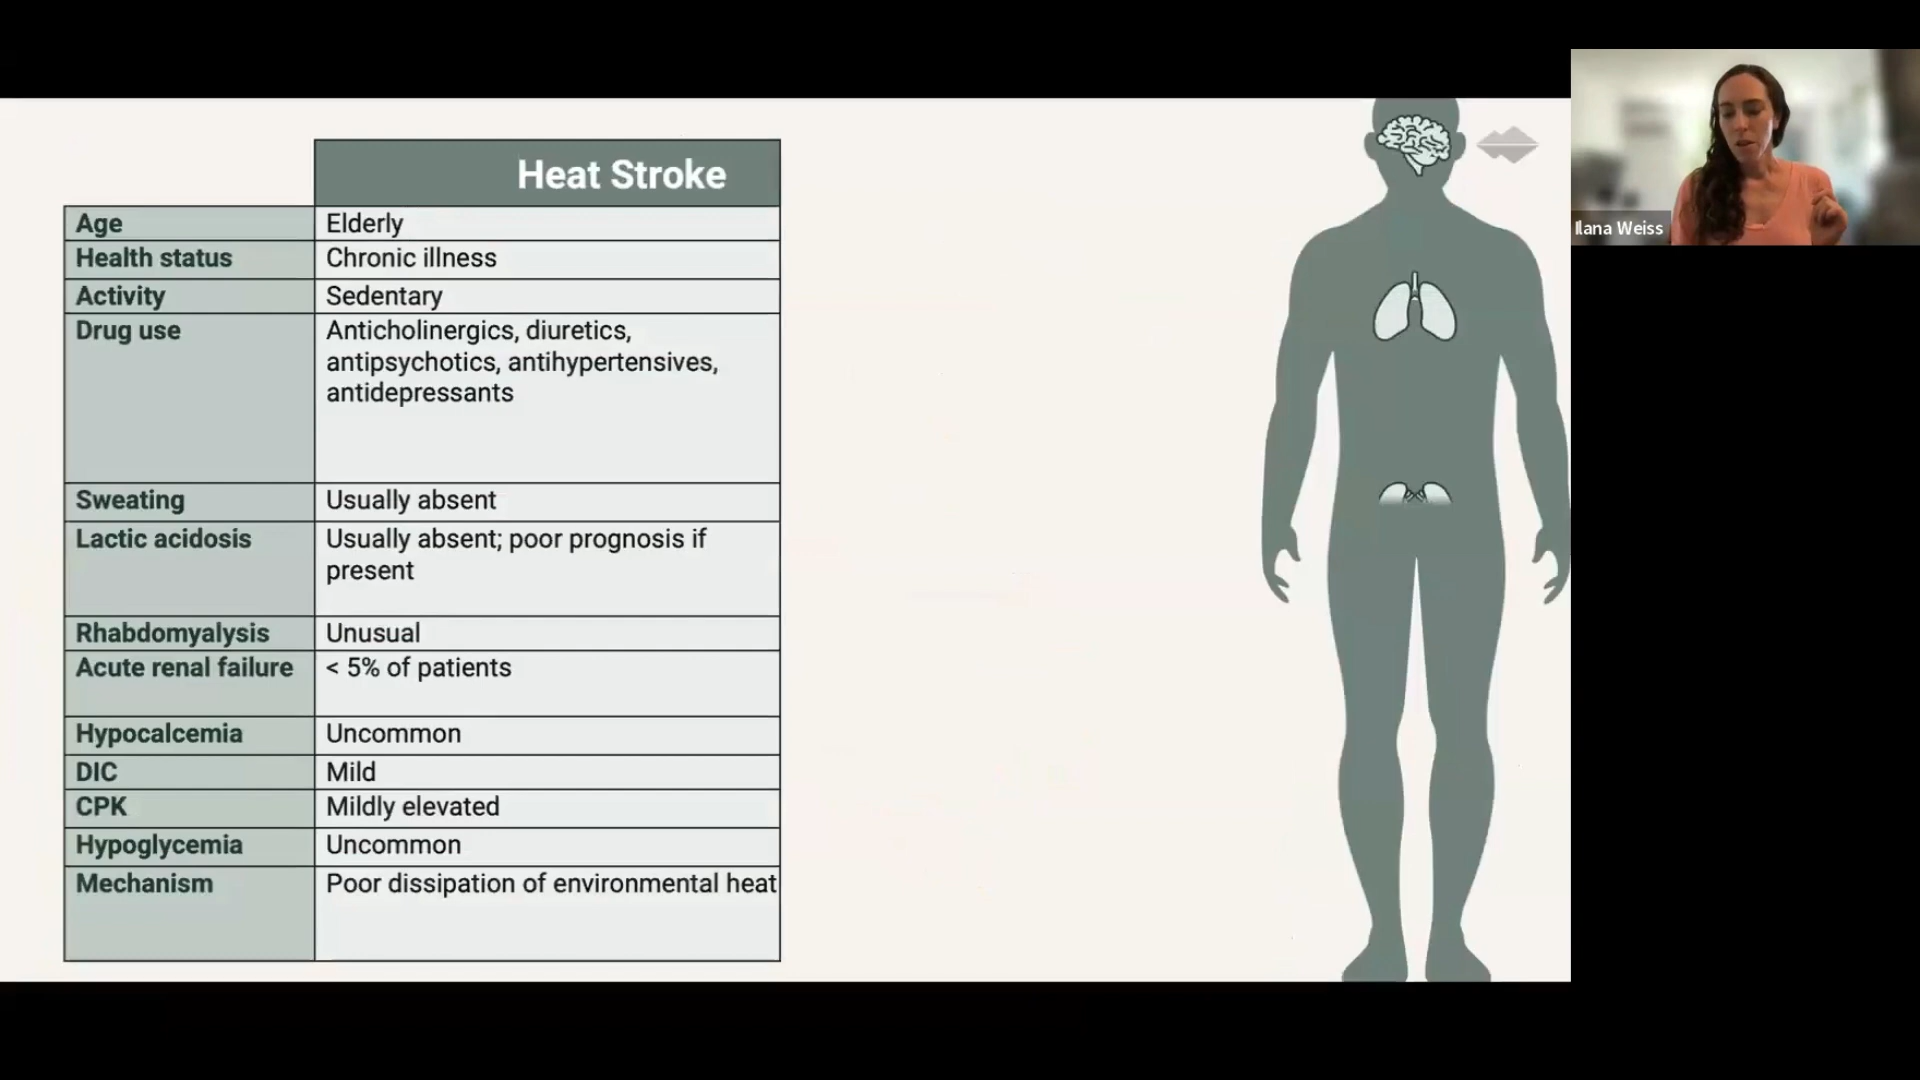 Heat Stroke
Age
Elderly
Health status
Chronic illness
Activity
Sedentary
Drug use
Anticholinergics, diuretics,
antipsychotics, antihypertensives,
antidepressants
Sweating
Usually absent
Lactic acidosis
Usually absent; poor prognosis if
present
Rhabdomyalysis
Unusual
Acute renal failure
< 5% of patients
Hypocalcemia
Uncommon
DIC
Mild
CPK
Mildly elevated
Hypoglycemia
Uncommon
Mechanism
Poor dissipation of environmental heat
Ilana Weiss